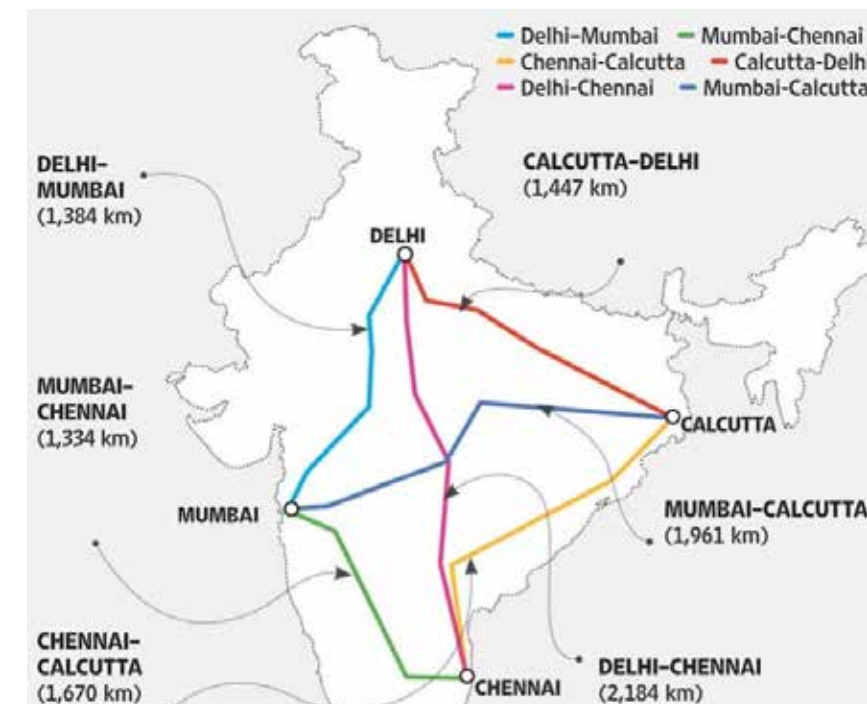 Delhi–Mumbai Mumbai-Chennai
Chennai-Calcutta Calcutta-Delhi
Delhi-Chennai Mumbai-Calcutta
DELHI–
MUMBAI
(1,384 km)
CALCUTTA–DELHI
(1,447 km)
DELHI
MUMBAI–
CHENNAI
(1,334 km)
CALCUTTA
MUMBAI
MUMBAI–CALCUTTA
(1,961 km)
CHENNAI–
CALCUTTA
(1,670 km)
DELHI–CHENNAI
(2,184 km)
CHENNAI